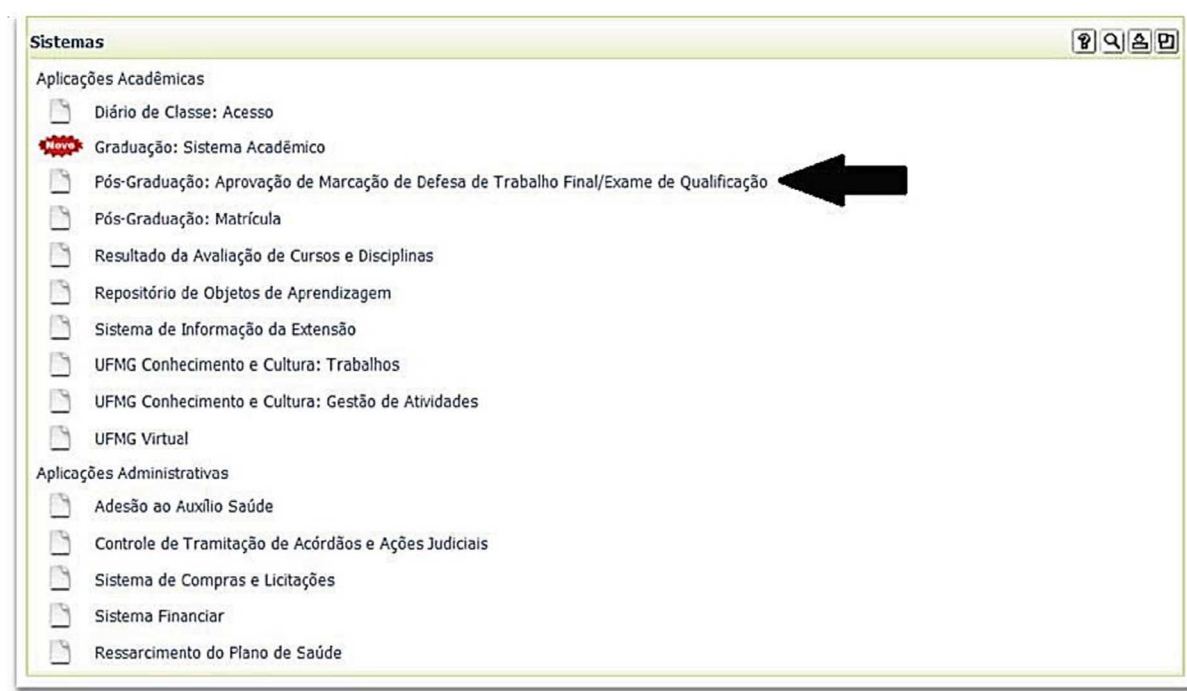 Sistemas
Aplicações Acadêmicas
Diário de Classe: Acesso
Novo Graduação: Sistema Acadêmico
Pós-Graduação: Aprovação de Marcação de Defesa de Trabalho Final/Exame de Qualificação
Pós-Graduação: Matrícula
Resultado da Avaliação de Cursos e Disciplinas
Repositório de Objetos de Aprendizagem
Sistema de Informação da Extensão
UFMG Conhecimento e Cultura: Trabalhos
UFMG Conhecimento e Cultura: Gestão de Atividades
UFMG Virtual
Aplicações Administrativas
Adesão ao Auxílio Saúde
Controle de Tramitação de Acórdãos e Ações Judiciais
Sistema de Compras e Licitações
Sistema Financiar
Ressarcimento do Plano de Saúde